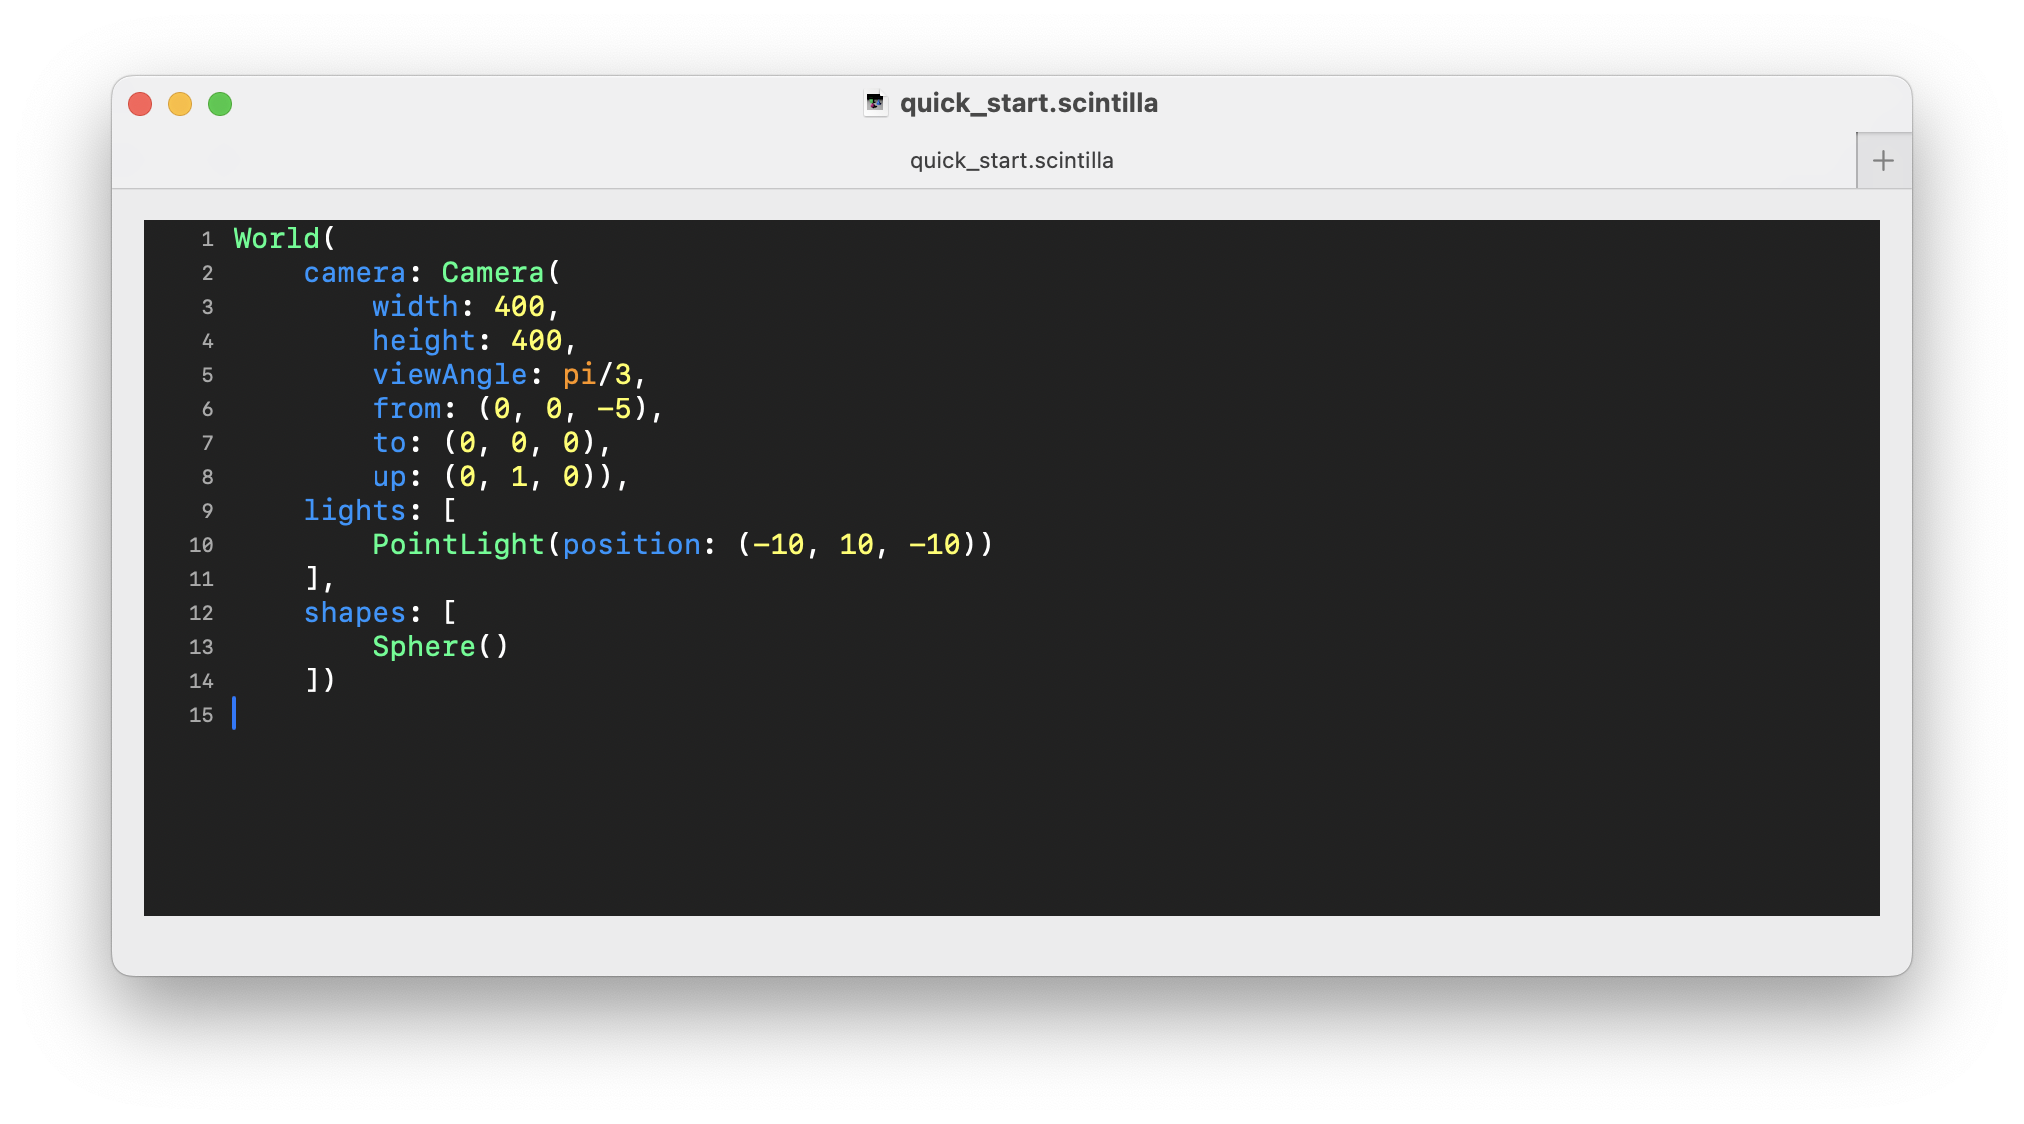 quick_start.scintilla
quick_start.scintilla
1 World(
2     camera: Camera(
3         width: 400,
4         height: 400,
5         viewAngle: pi/3,
6         from: (0, 0, -5),
7         to: (0, 0, 0),
8         up: (0, 1, 0)),
9     lights: [
10         PointLight(position: (-10, 10, -10))
11     ],
12     shapes: [
13         Sphere()
14     ])
15